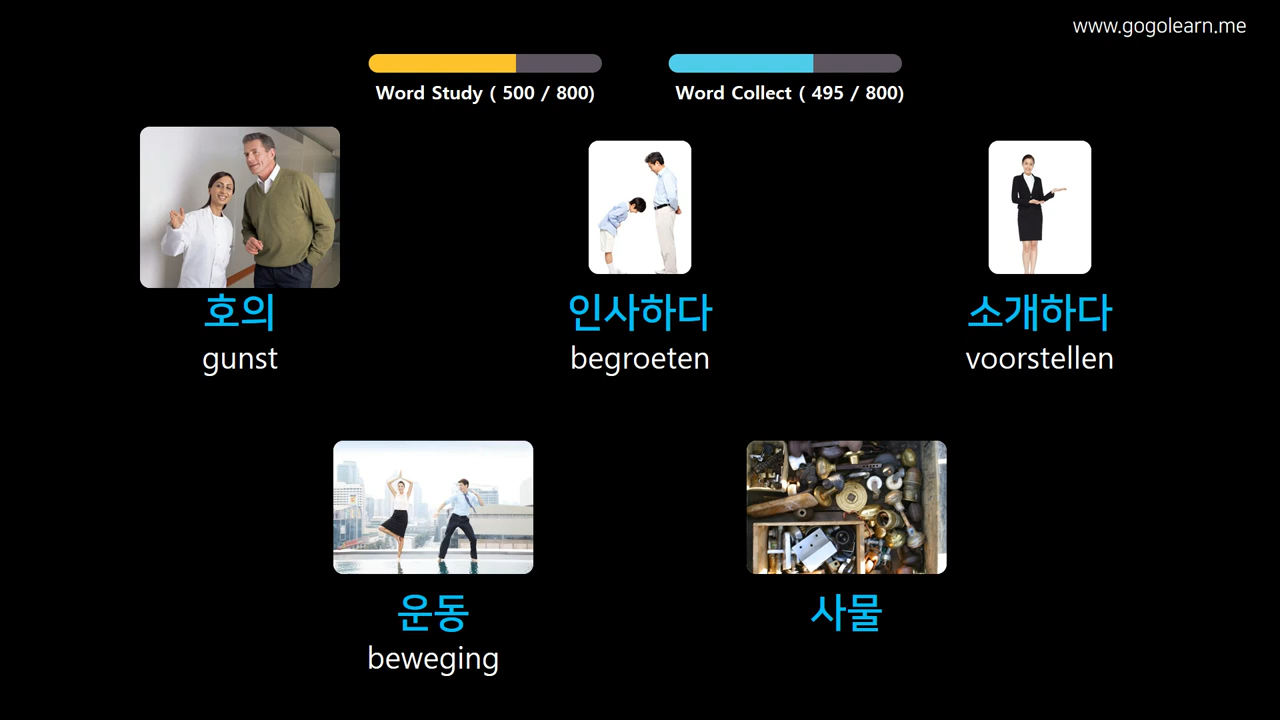 www.gogolearn.me
Word Study ( 500 / 800)
Word Collect ( 495 / 800)
호의
gunst
인사하다
begroeten
소개하다
voorstellen
운동
beweging
사물